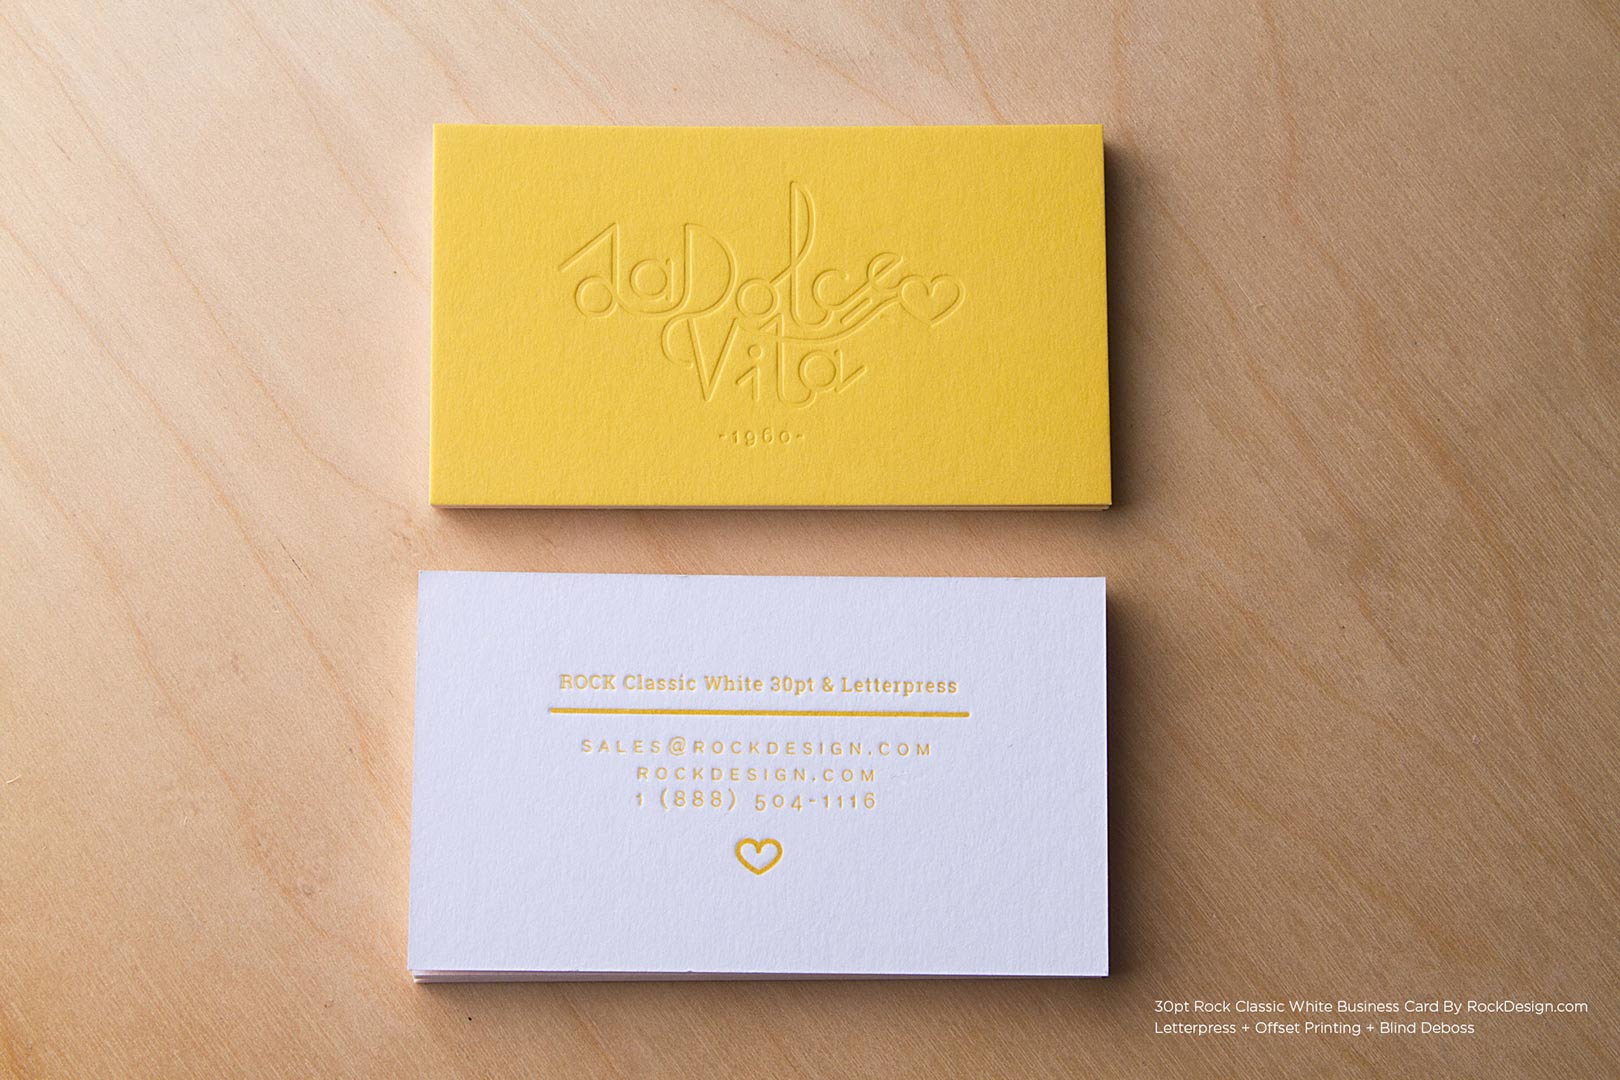 La Dolce
Vita
-1960-
ROCK Classic White 30pt & Letterpress
SALES@ROCKDESIGN.COM
ROCKDESIGN.COM
1 (888) 504-1116
30pt Rock Classic White Business Card By RockDesign.com
Letterpress + Offset Printing + Blind Deboss